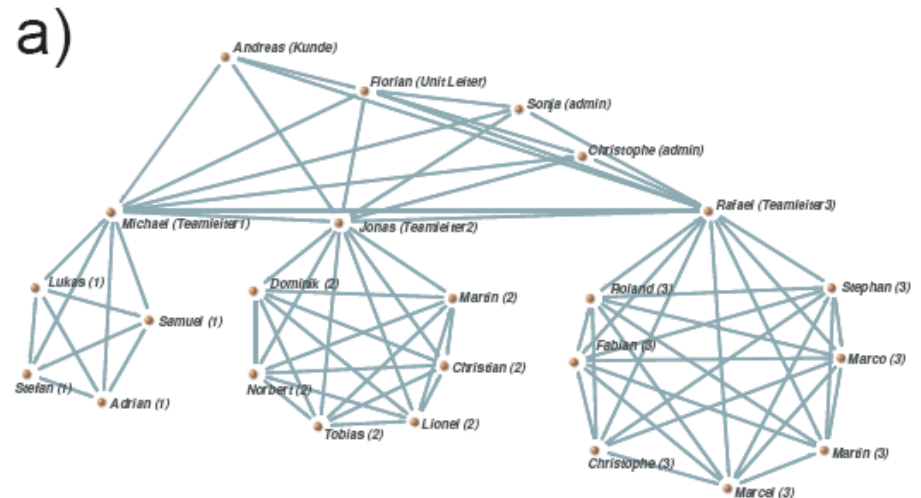 a)
Andreas (Kunde)
Florian (Unit Leiter)
Sonja (admin)
Christophe (admin)
Michael (Teamleiter1)
Jonas (Teamleiter2)
Rafael (Teamleiter3)
Lukas (1)
Samuel (1)
Stefan (1)
Adrian (1)
Dominik (2)
Martin (2)
Christian (2)
Norbert (2)
Tobias (2)
Lionel (2)
Roland (3)
Stephan (3)
Fabian (3)
Marco (3)
Christophe (3)
Martin (3)
Marcel (3)